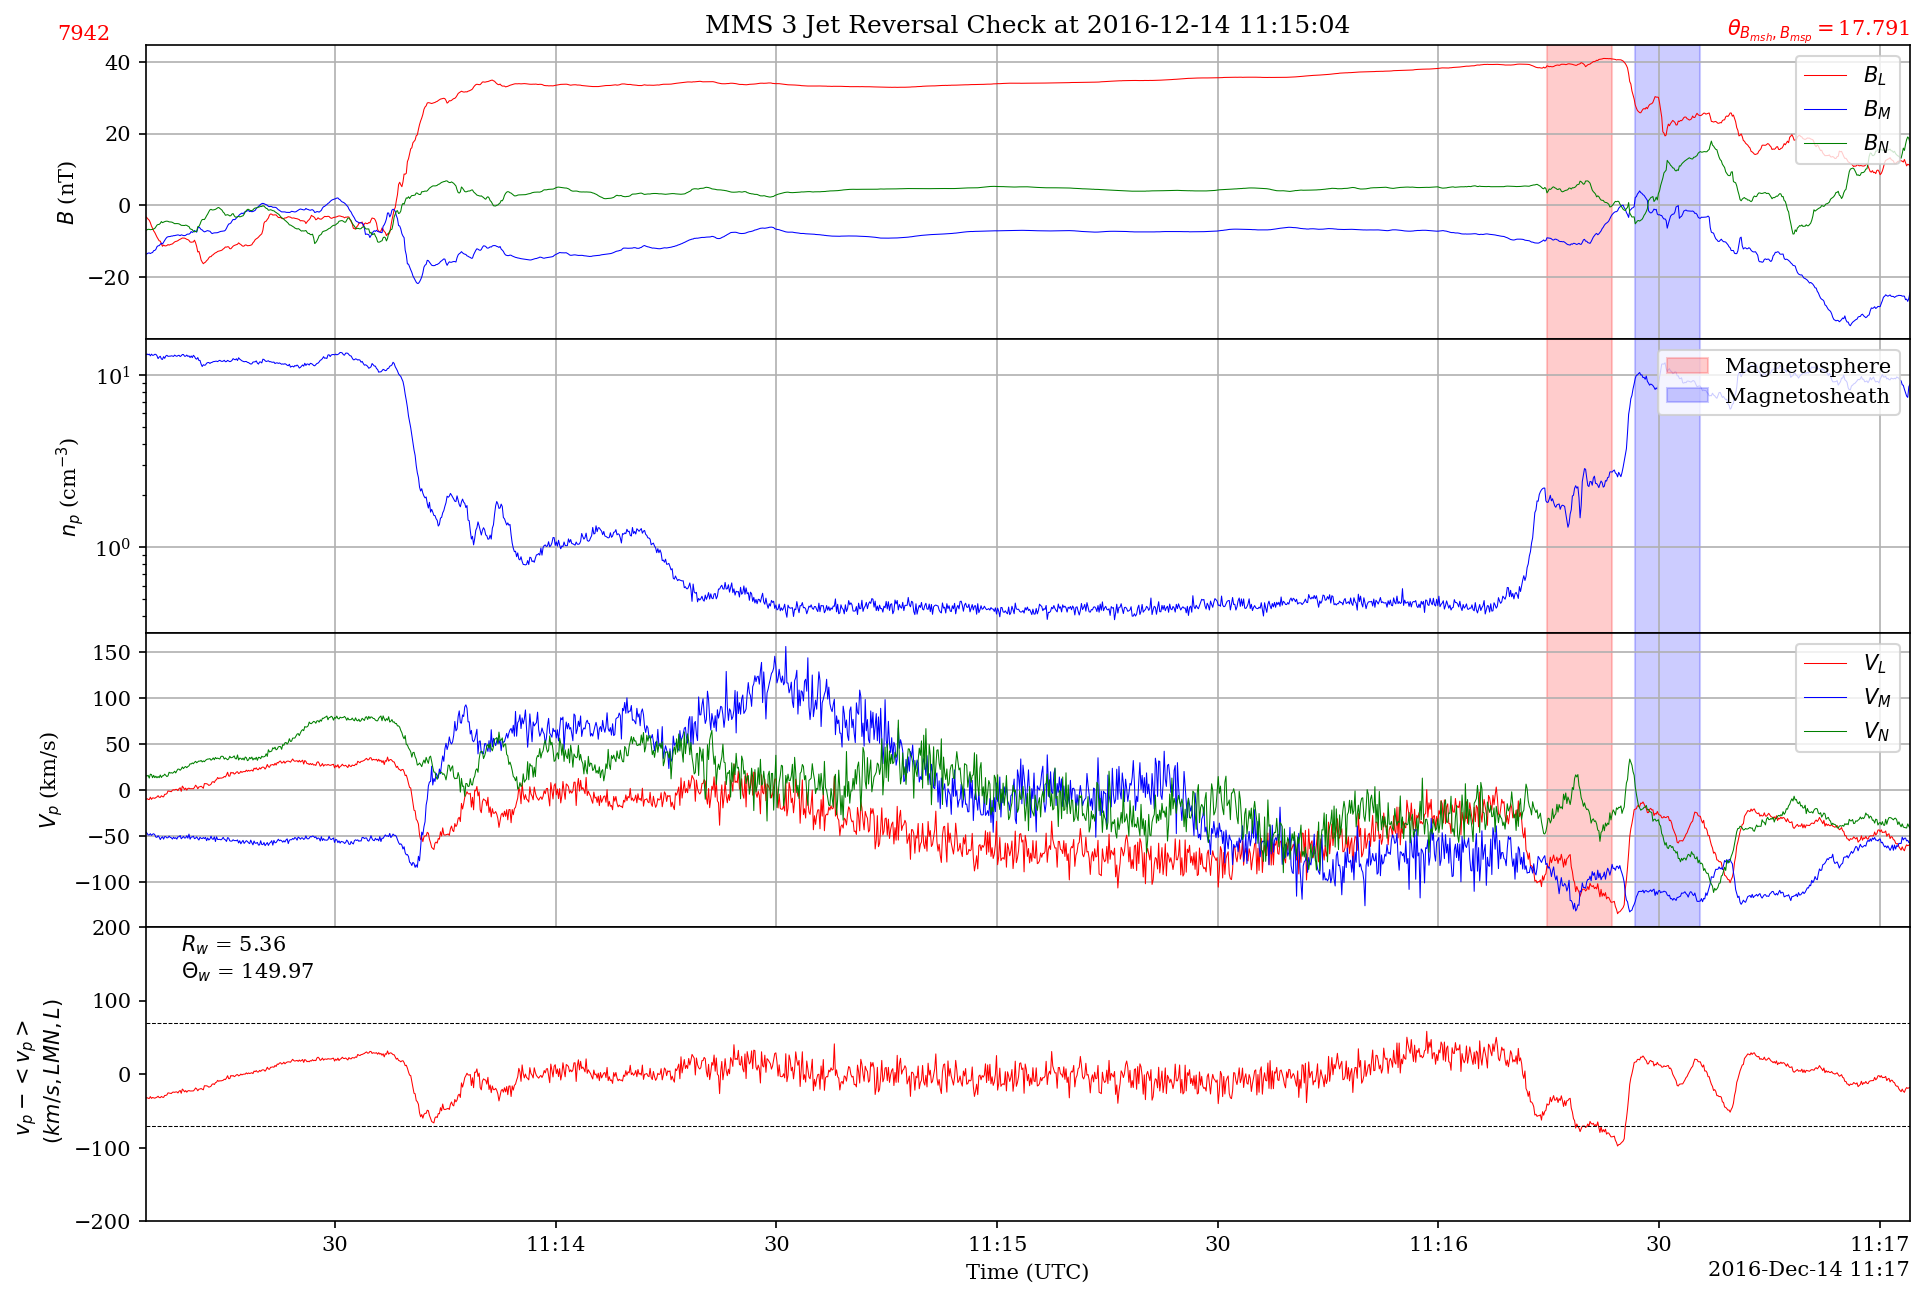 7942
MMS 3 Jet Reversal Check at 2016-12-14 11:15:04
θ_{B_{msh}, B_{msp}} = 17.791
40
20
0
−20
B (nT)
B_L
B_M
B_N
10^1
10^0
n_p (cm^{−3})
Magnetosphere
Magnetosheath
150
100
50
0
−50
−100
V_p (km/s)
V_L
V_M
V_N
200
100
0
−100
−200
v_p − < v_p >
(km/s, LMN, L)
R_w = 5.36
Θ_w = 149.97
30
11:14
30
11:15
30
11:16
30
11:17
Time (UTC)
2016-Dec-14 11:17